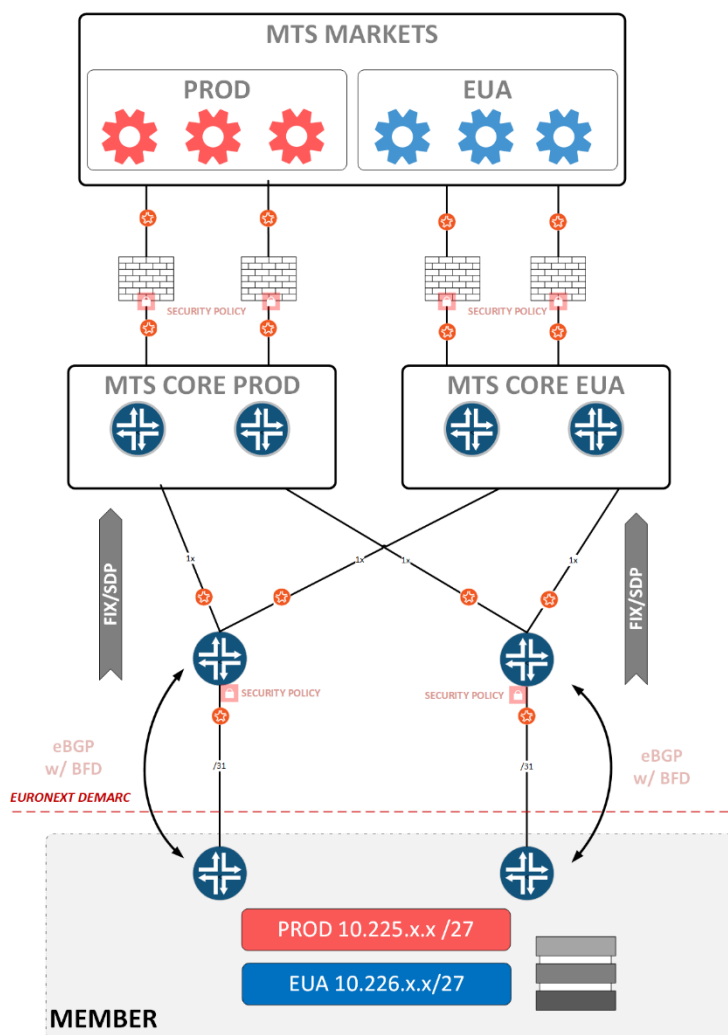 MTS MARKETS
PROD
EUA
SECURITY POLICY
SECURITY POLICY
MTS CORE PROD
MTS CORE EUA
FIX/SDP
FIX/SDP
1x
1x
1x
1x
SECURITY POLICY
SECURITY POLICY
eBGP
w/ BFD
eBGP
w/ BFD
/31
/31
EURONEXT DEMARC
PROD 10.225.x.x /27
EUA 10.226.x.x/27
MEMBER